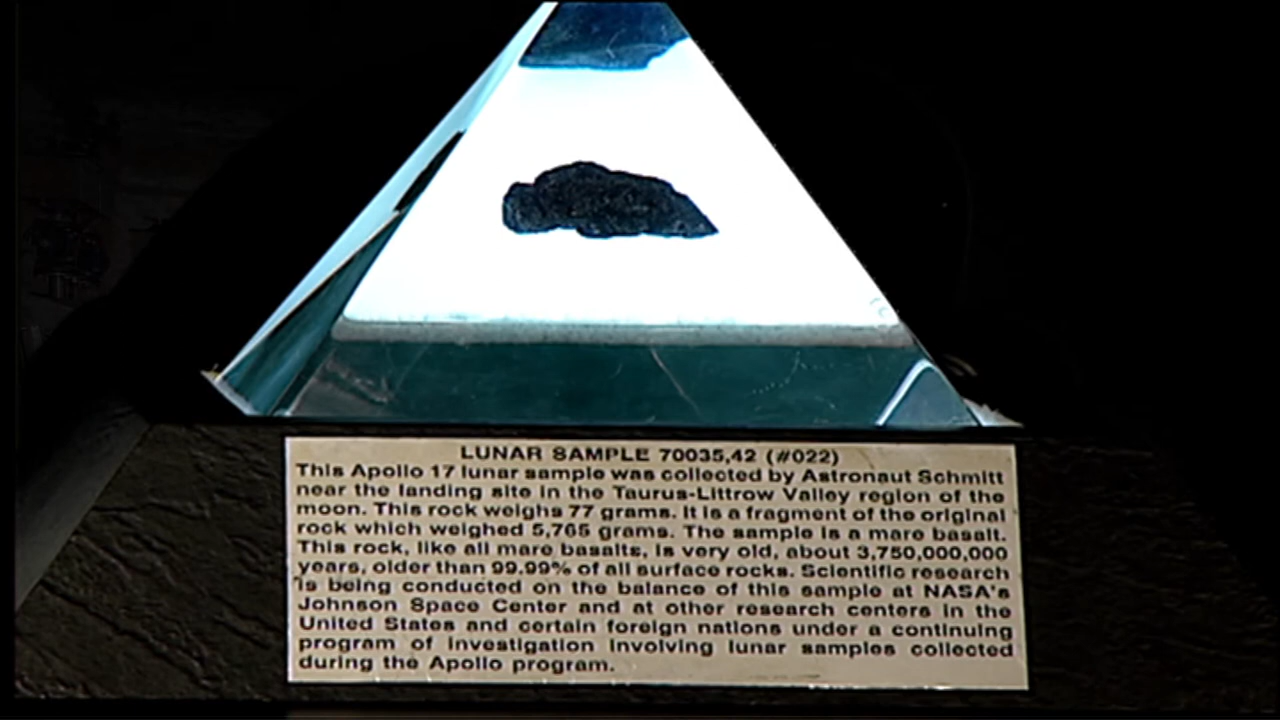 LUNAR SAMPLE 70035,42 (#022)
This Apollo 17 lunar sample was collected by Astronaut Schmitt
near the landing site in the Taurus-Littrow Valley region of the
moon. This rock weighs 77 grams. It is a fragment of the original
rock which weighed 5,765 grams. The sample is a mare basalt.
This rock, like all mare basalts, is very old, about 3,750,000,000
years, older than 99.99% of all surface rocks. Scientific research
is being conducted on the balance of this sample at NASA's
Johnson Space Center and at other research centers in the
United States and certain foreign nations under a continuing
program of investigation involving lunar samples collected
during the Apollo program.